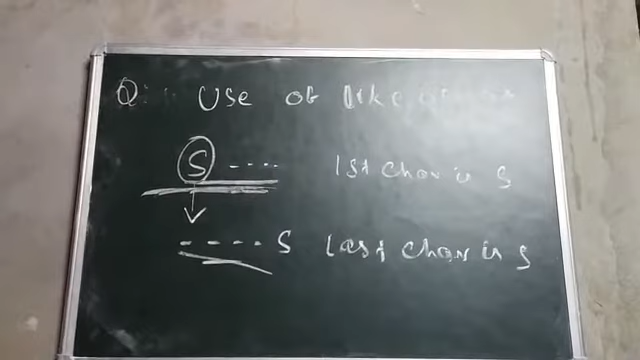 Q. Use of like
S .... 1st char is s
.... S last char is s